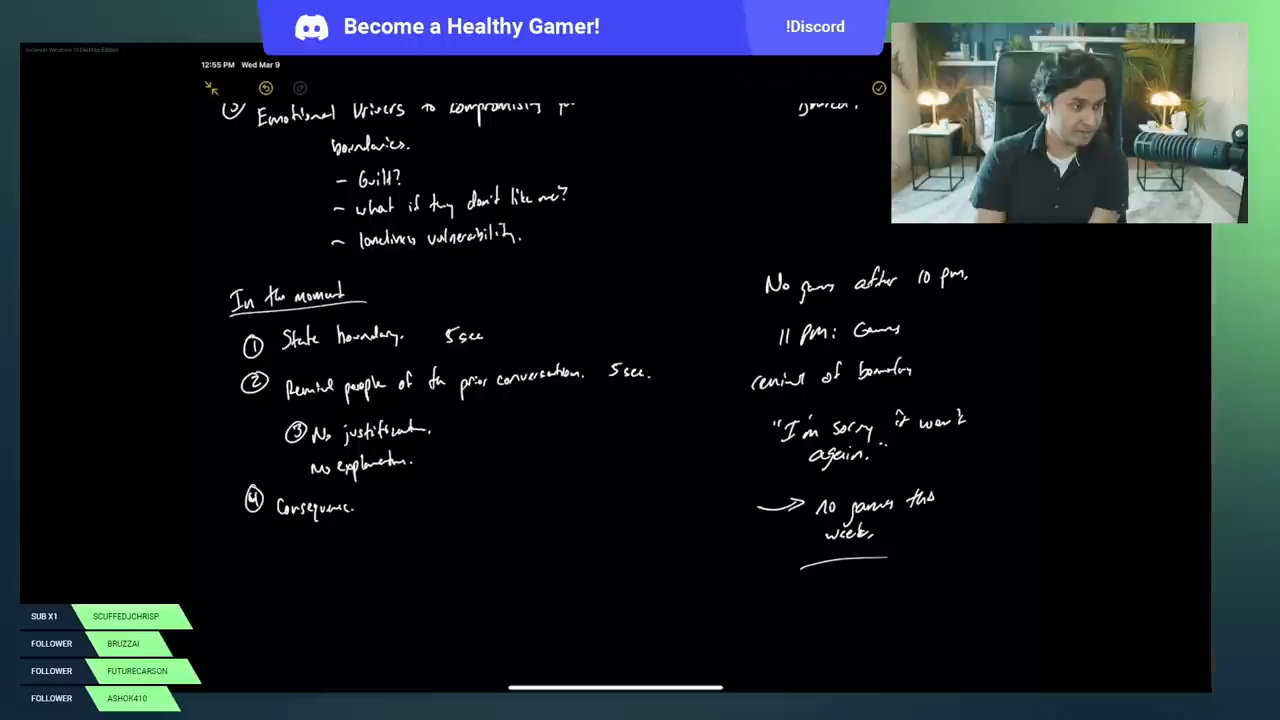 Become a Healthy Gamer!
!Discord
12:55 PM Wed Mar 9
Emotional Drivers to compromising
boundaries.
- Guilt?
- what if they don't like me?
- loneliness vulnerability.
In the moment
① State boundary. 5 sec
② Remind people of the prior conversation. 5 sec.
③ No justification.
No explanation.
④ Consequence.
No games after 10 pm.
11 PM: Games
remind of boundary
"I'm sorry it won't
again."
→ no games this
week.
SUB X1 SCUFFEDJCHRISP
FOLLOWER BRUZZAI
FOLLOWER FUTURECARSON
FOLLOWER ASHOK410